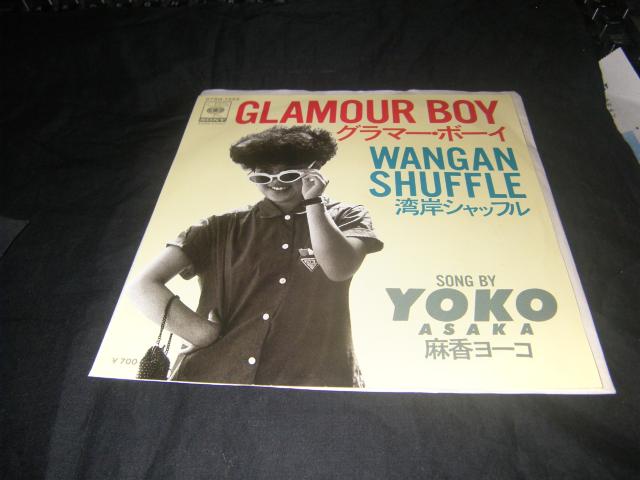 SONY
GLAMOUR BOY
グラマー・ボーイ
WANGAN
SHUFFLE
湾岸シャッフル
SONG BY
YOKO
ASAKA
麻香ヨーコ
¥700